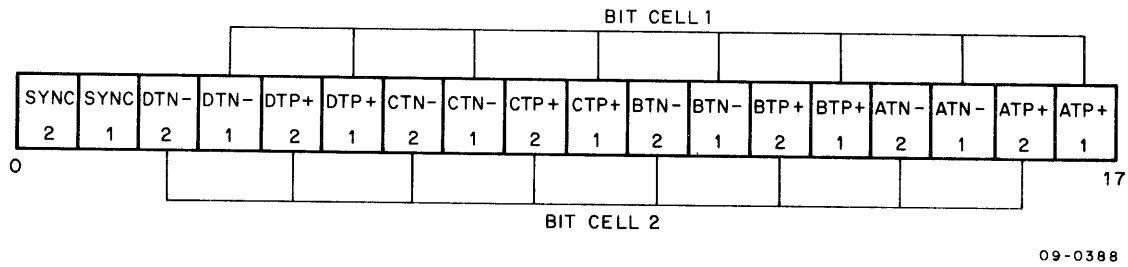 BIT CELL 1
SYNC SYNC DTN- DTN- DTP+ DTP+ CTN- CTN- CTP+ CTP+ BTN- BTN- BTP+ BTP+ ATN- ATN- ATP+ ATP+
2 1 2 1 2 1 2 1 2 1 2 1 2 1 2 1 2 1
0 17
BIT CELL 2
09-0388